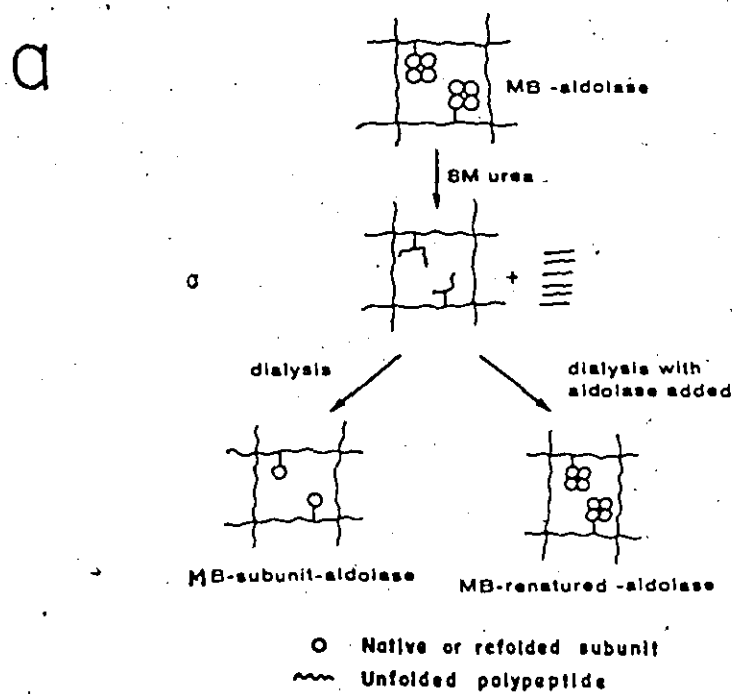 a
MB-aldolase
8M urea
σ
+
dialysis
dialysis with
aldolase added
MB-subunit-aldolase
MB-renatured-aldolase
O Native or refolded subunit
Unfolded polypeptide